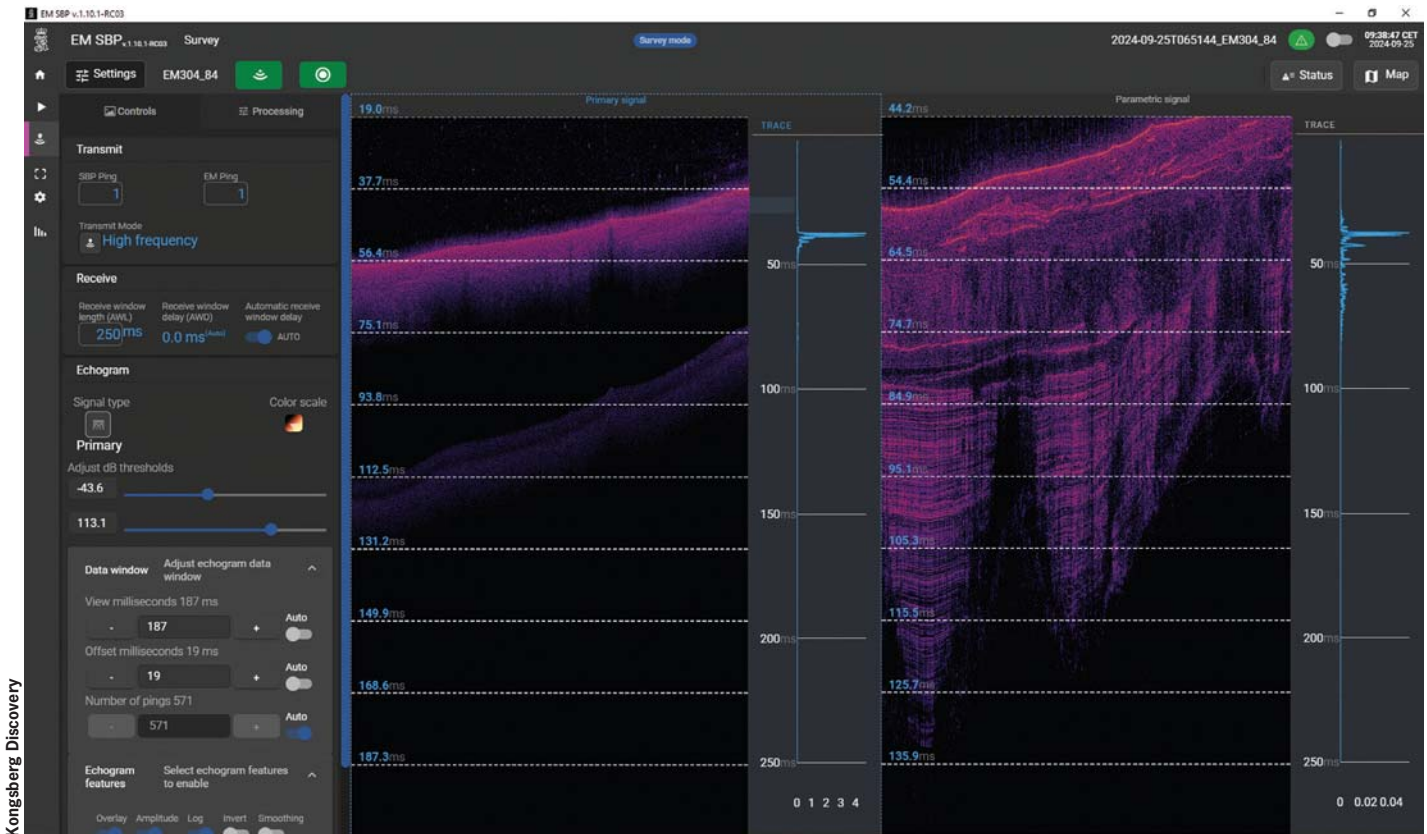 EM SBP v.1.10.1-RC03
EM SBP v.1.10.1-RC03 Survey
Survey mode
2024-09-25T065144_EM304_84
09:38:47 CET
2024-09-25
Settings
EM304_84
Status
Map
Controls
Processing
Transmit
SBP Ping
EM Ping
1
1
Transmit Mode
High frequency
Receive
Receive window length (AWL)
Receive window delay (AWD)
Automatic receive window delay
250 ms
0.0 ms (Auto)
AUTO
Echogram
Signal type
Color scale
Primary
Adjust dB thresholds
-43.6
113.1
Data window
Adjust echogram data window
View milliseconds 187 ms
Auto
- 187 +
Offset milliseconds 19 ms
Auto
- 19 +
Number of pings 571
Auto
- 571 +
Echogram features
Select echogram features to enable
Overlay Amplitude Log Invert Smoothing
Primary signal
19.0ms
37.7ms
56.4ms
75.1ms
93.8ms
112.5ms
131.2ms
149.9ms
168.6ms
187.3ms
TRACE
50ms
100ms
150ms
200ms
250ms
0 1 2 3 4
Parametric signal
44.2ms
54.4ms
64.5ms
74.7ms
84.9ms
95.1ms
105.3ms
115.5ms
125.7ms
135.9ms
TRACE
50ms
100ms
150ms
200ms
250ms
0 0.02 0.04
Kongsberg Discovery